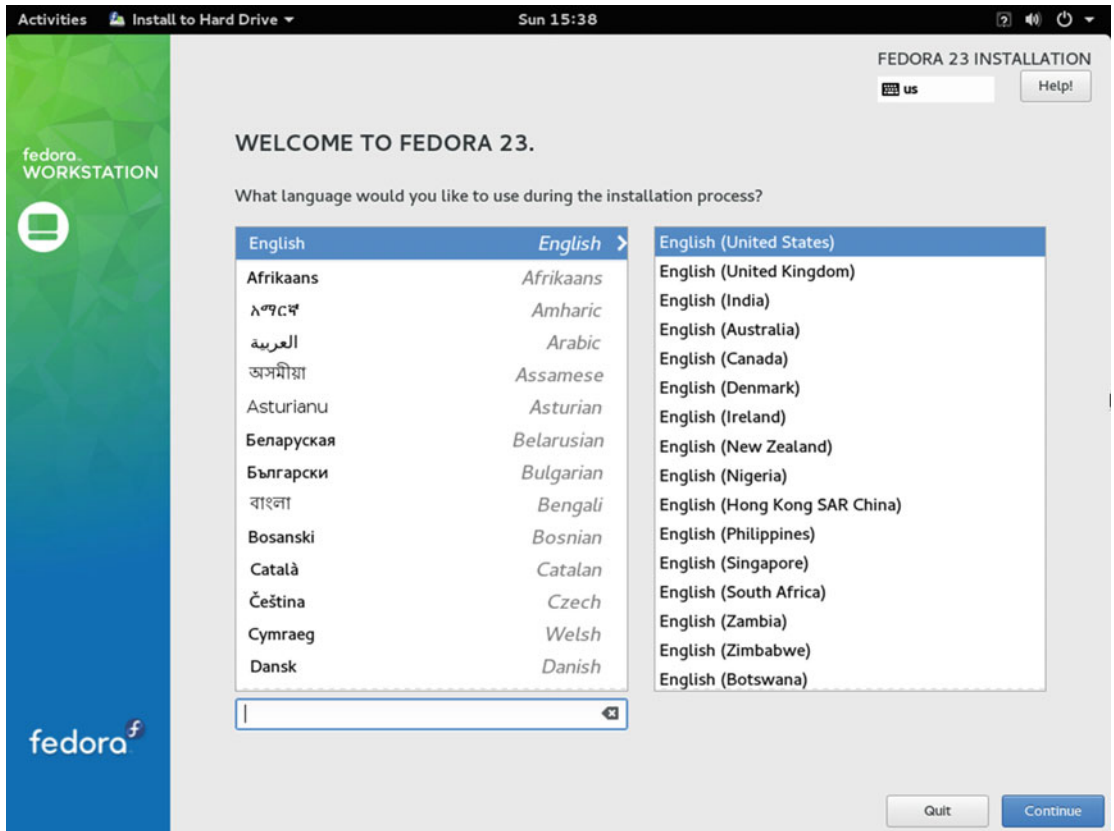 Activities Install to Hard Drive Sun 15:38
FEDORA 23 INSTALLATION
us Help!
fedora.
WORKSTATION
WELCOME TO FEDORA 23.
What language would you like to use during the installation process?
English English
Afrikaans Afrikaans
አማርኛ Amharic
العربية Arabic
অসমীয়া Assamese
Asturianu Asturian
Беларуская Belarusian
Български Bulgarian
বাংলা Bengali
Bosanski Bosnian
Català Catalan
Čeština Czech
Cymraeg Welsh
Dansk Danish
English (United States)
English (United Kingdom)
English (India)
English (Australia)
English (Canada)
English (Denmark)
English (Ireland)
English (New Zealand)
English (Nigeria)
English (Hong Kong SAR China)
English (Philippines)
English (Singapore)
English (South Africa)
English (Zambia)
English (Zimbabwe)
English (Botswana)
fedora
Quit Continue